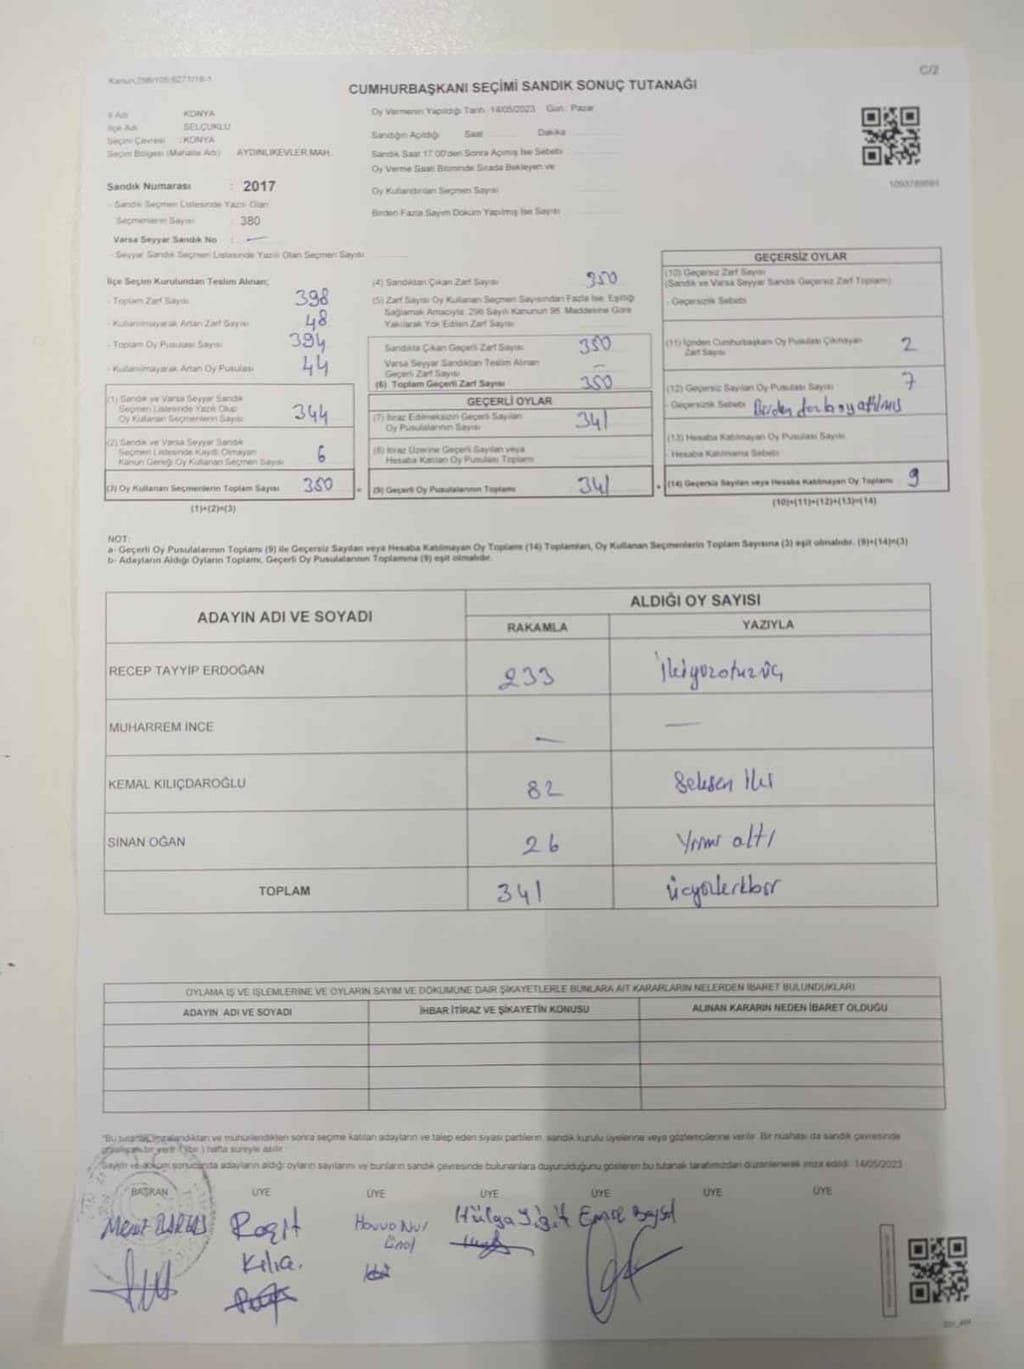 Kanun:298/105;6271/18-1
C/2
CUMHURBAŞKANI SEÇİMİ SANDIK SONUÇ TUTANAĞI
İl Adı KONYA
İlçe Adı SELÇUKLU
Seçim Çevresi : KONYA
Seçim Bölgesi (Mahalle Adı) AYDINLIKEVLER MAH.
Sandık Numarası : 2017
- Sandık Seçmen Listesinde Yazılı Olan
Seçmenlerin Sayısı : 380
Varsa Seyyar Sandık No : —
- Seyyar Sandık Seçmen Listesinde Yazılı Olan Seçmen Sayısı
Oy Vermenin Yapıldığı Tarih :14/05/2023 Gün : Pazar
Sandığın Açıldığı Saat Dakika
Sandık Saat 17.00'den Sonra Açılmış İse Sebebi
Oy Verme Saati Bitiminde Sırada Bekleyen ve
Oy Kullandırılan Seçmen Sayısı
Birden Fazla Sayım Döküm Yapılmış İse Sayısı
İlçe Seçim Kurulundan Teslim Alınan;
- Toplam Zarf Sayısı 398
- Kullanılmayarak Artan Zarf Sayısı 48
- Toplam Oy Pusulası Sayısı 394
- Kullanılmayarak Artan Oy Pusulası 44
(1) Sandık ve Varsa Seyyar Sandık
Seçmen Listesinde Yazılı Olup
Oy Kullanan Seçmenlerin Sayısı 344
(2) Sandık ve Varsa Seyyar Sandık
Seçmen Listesinde Kayıtlı Olmayan
Kanun Gereği Oy Kullanan Seçmen Sayısı 6
(3) Oy Kullanan Seçmenlerin Toplam Sayısı 350 =
(1)+(2)=(3)
(4) Sandıktan Çıkan Zarf Sayısı 350
(5) Zarf Sayısı Oy Kullanan Seçmen Sayısından Fazla İse, Eşitliği
Sağlamak Amacıyla; 298 Sayılı Kanunun 98. Maddesine Göre
Yakılarak Yok Edilen Zarf Sayısı
Sandıkta Çıkan Geçerli Zarf Sayısı 350
Varsa Seyyar Sandıktan Teslim Alınan
Geçerli Zarf Sayısı —
(6) Toplam Geçerli Zarf Sayısı 350
GEÇERLİ OYLAR
(7) İtiraz Edilmeksizin Geçerli Sayılan
Oy Pusulalarının Sayısı 341
(8) İtiraz Üzerine Geçerli Sayılan veya
Hesaba Katılan Oy Pusulası Toplamı
(9) Geçerli Oy Pusulalarının Toplamı 341 +
GEÇERSİZ OYLAR
(10) Geçersiz Zarf Sayısı
(Sandık ve Varsa Seyyar Sandık Geçersiz Zarf Toplamı)
- Geçersizlik Sebebi
(11) İçinden Cumhurbaşkanı Oy Pusulası Çıkmayan
Zarf Sayısı 2
(12) Geçersiz Sayılan Oy Pusulası Sayısı 7
- Geçersizlik Sebebi
(13) Hesaba Katılmayan Oy Pusulası Sayısı
- Hesaba Katılmama Sebebi
(14) Geçersiz Sayılan veya Hesaba Katılmayan Oy Toplamı 9
(10)+(11)+(12)+(13)=(14)
NOT:
a- Geçerli Oy Pusulalarının Toplamı (9) ile Geçersiz Sayılan veya Hesaba Katılmayan Oy Toplamı (14) Toplamları, Oy Kullanan Seçmenlerin Toplam Sayısına (3) eşit olmalıdır. (9)+(14)=(3)
b- Adayların Aldığı Oyların Toplamı, Geçerli Oy Pusulalarının Toplamına (9) eşit olmalıdır.
ADAYIN ADI VE SOYADI ALDIĞI OY SAYISI
RAKAMLA YAZIYLA
RECEP TAYYİP ERDOĞAN 233 İkiyüzotuzüç
MUHARREM İNCE — —
KEMAL KILIÇDAROĞLU 82 Seksen İki
SİNAN OĞAN 26 Yirmi altı
TOPLAM 341 Üçyüzkırkbir
OYLAMA İŞ VE İŞLEMLERİNE VE OYLARIN SAYIM VE DÖKÜMÜNE DAİR ŞİKAYETLERLE BUNLARA AİT KARARLARIN NELERDEN İBARET BULUNDUKLARI
ADAYIN ADI VE SOYADI İHBAR İTİRAZ VE ŞİKAYETİN KONUSU ALINAN KARARIN NEDEN İBARET OLDUĞU
"Bu tutanak imzalandıktan ve mühürlendikten sonra seçime katılan adayların ve talep eden siyasi partilerin, sandık kurulu üyelerine veya gözlemcilerine verilir. Bir nüshası da sandık çevresinde
görülebilir yerde 1 (bir) hafta süreyle asılır.
Sayım ve döküm sonucunda adayların aldığı oyların sayılarını ve bunların sandık çevresinde bulunanlara duyurulduğunu gösteren bu tutanak tarafımızdan düzenlenerek imza edildi. 14/05/2023
BAŞKAN ÜYE ÜYE ÜYE ÜYE ÜYE ÜYE
Raşit Havva Nur Hülya Yiğit Emre
Kılıç Ünal